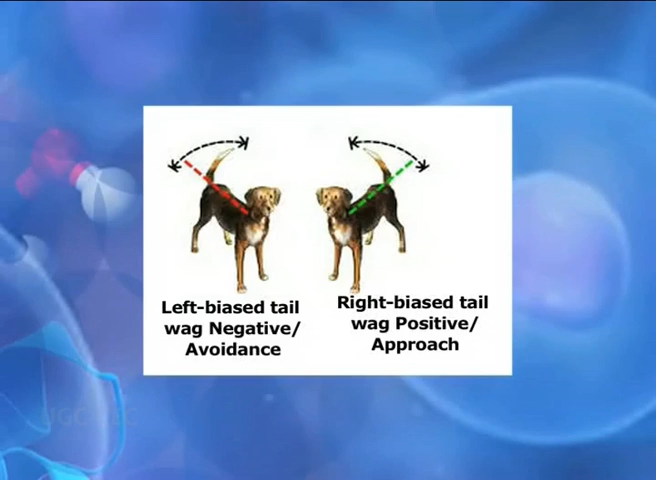 Left-biased tail
wag Negative/
Avoidance
Right-biased tail
wag Positive/
Approach